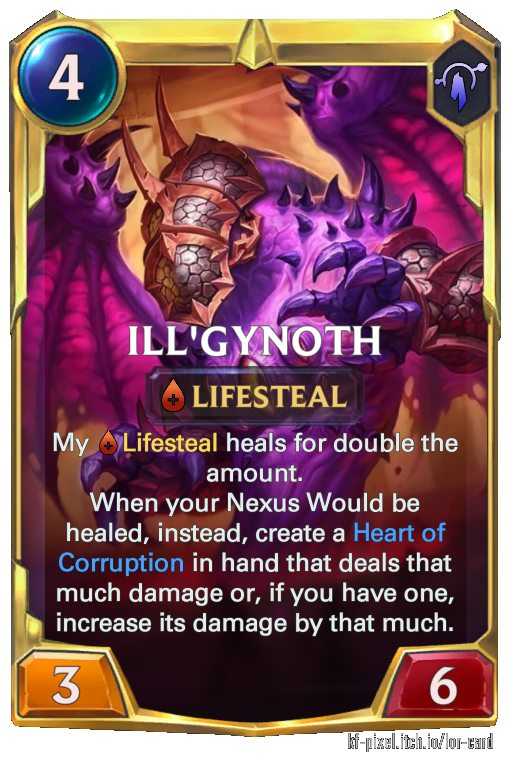 4
ILL'GYNOTH
LIFESTEAL
My Lifesteal heals for double the
amount.
When your Nexus Would be
healed, instead, create a Heart of
Corruption in hand that deals that
much damage or, if you have one,
increase its damage by that much.
3
6
kf-pixel.itch.io/lor-card